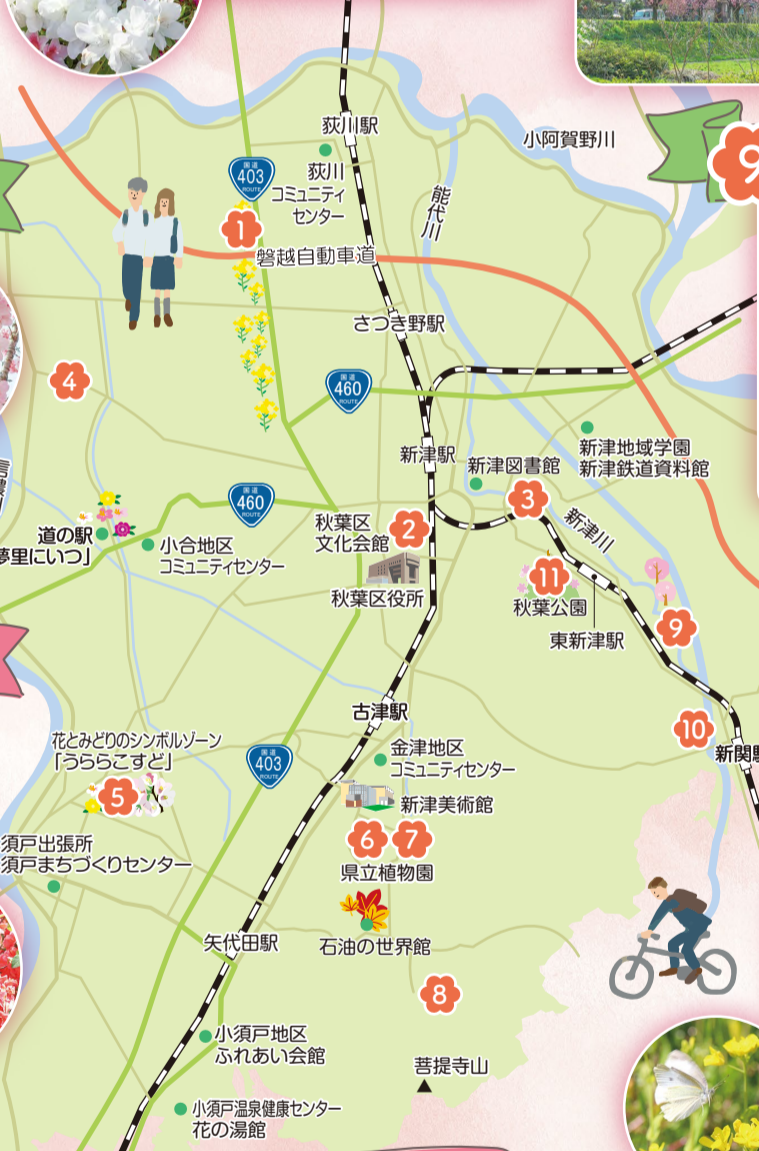 荻川駅
小阿賀野川
9
国道
403
ROUTE
荻川
コミュニティ
センター
能代川
1
磐越自動車道
さつき野駅
4
国道
460
ROUTE
新津駅
新津図書館
新津地域学園
新津鉄道資料館
国道
460
ROUTE
3
新津川
秋葉区
文化会館
2
道の駅
夢里にいつ」
小合地区
コミュニティセンター
秋葉区役所
11
秋葉公園
東新津駅
9
古津駅
10
新関駅
花とみどりのシンボルゾーン
「うららこすど」
5
国道
403
ROUTE
金津地区
コミュニティセンター
新津美術館
6
7
県立植物園
須戸出張所
須戸まちづくりセンター
矢代田駅
石油の世界館
8
小須戸地区
ふれあい会館
菩提寺山
小須戸温泉健康センター
花の湯館